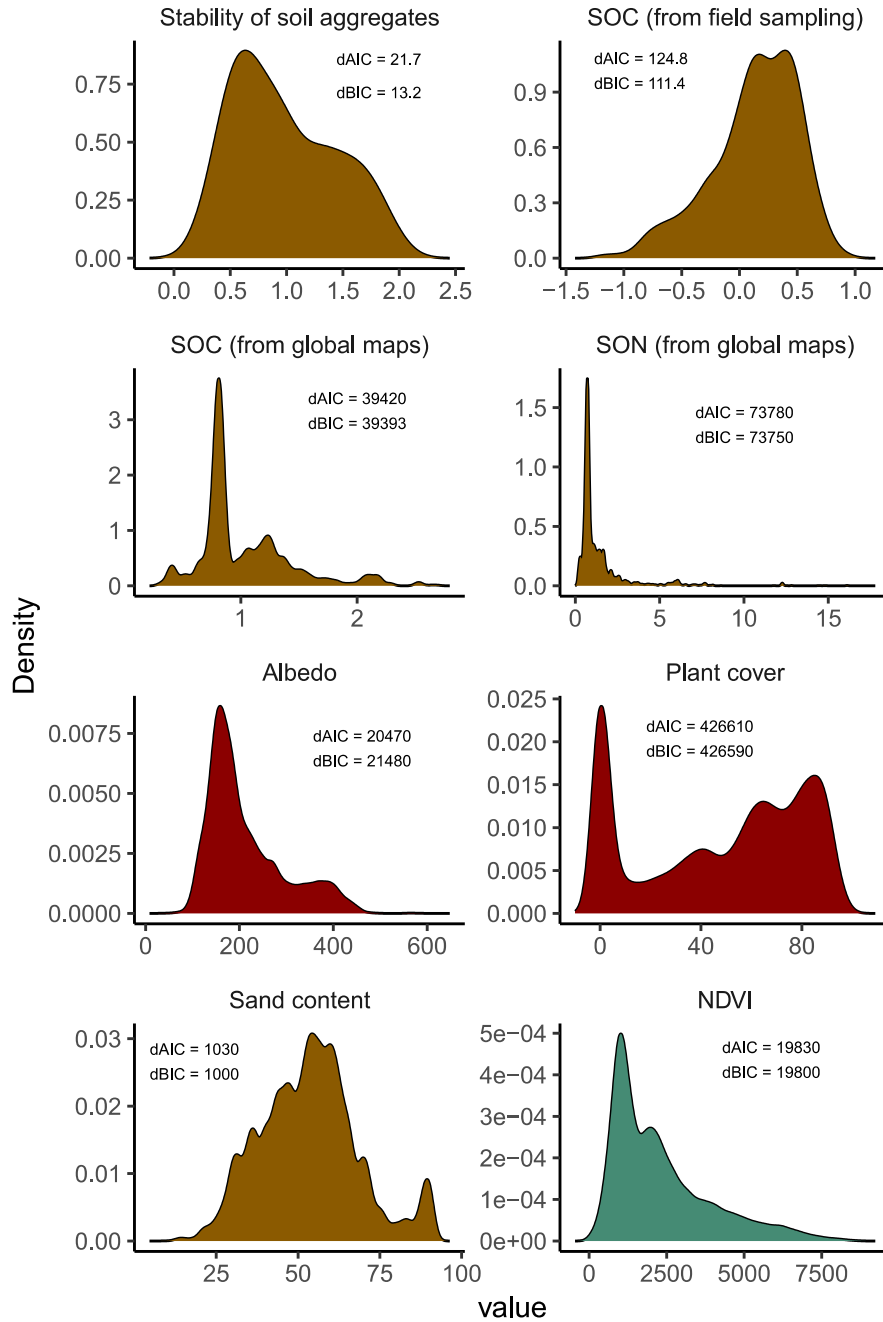 Stability of soil aggregates
dAIC = 21.7
dBIC = 13.2
0.75
0.50
0.25
0.00
0.0 0.5 1.0 1.5 2.0 2.5
SOC (from field sampling)
dAIC = 124.8
dBIC = 111.4
0.9
0.6
0.3
0.0
−1.5 −1.0 −0.5 0.0 0.5 1.0
SOC (from global maps)
dAIC = 39420
dBIC = 39393
3
2
1
0
1 2
SON (from global maps)
dAIC = 73780
dBIC = 73750
1.5
1.0
0.5
0.0
0 5 10 15
Density
Albedo
dAIC = 20470
dBIC = 21480
0.0075
0.0050
0.0025
0.0000
0 200 400 600
Plant cover
dAIC = 426610
dBIC = 426590
0.025
0.020
0.015
0.010
0.005
0.000
0 40 80
Sand content
dAIC = 1030
dBIC = 1000
0.03
0.02
0.01
0.00
25 50 75 100
NDVI
dAIC = 19830
dBIC = 19800
5e−04
4e−04
3e−04
2e−04
1e−04
0e+00
0 2500 5000 7500
value